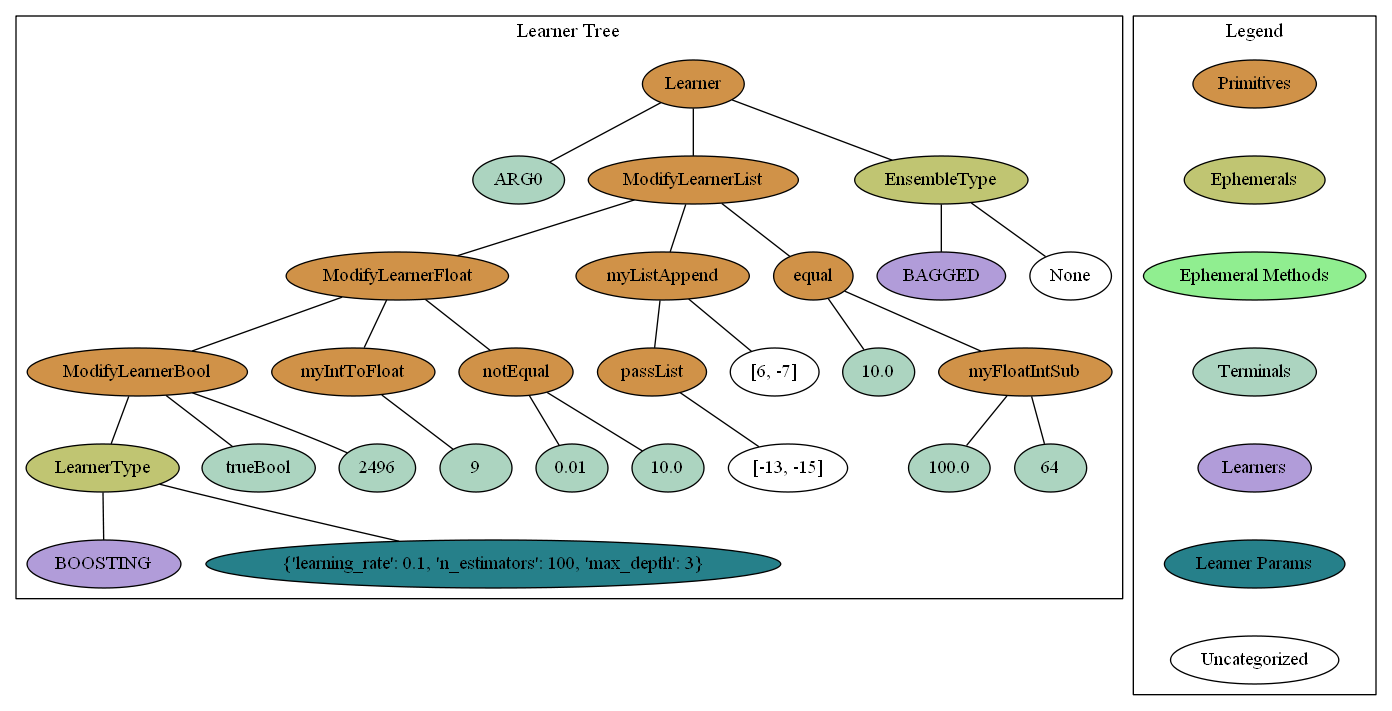 Learner Tree
Learner
ARG0
ModifyLearnerList
EnsembleType
ModifyLearnerFloat
myListAppend
equal
BAGGED
None
ModifyLearnerBool
myIntToFloat
notEqual
passList
[6, -7]
10.0
myFloatIntSub
LearnerType
trueBool
2496
9
0.01
10.0
[-13, -15]
100.0
64
BOOSTING
{'learning_rate': 0.1, 'n_estimators': 100, 'max_depth': 3}
Legend
Primitives
Ephemerals
Ephemeral Methods
Terminals
Learners
Learner Params
Uncategorized